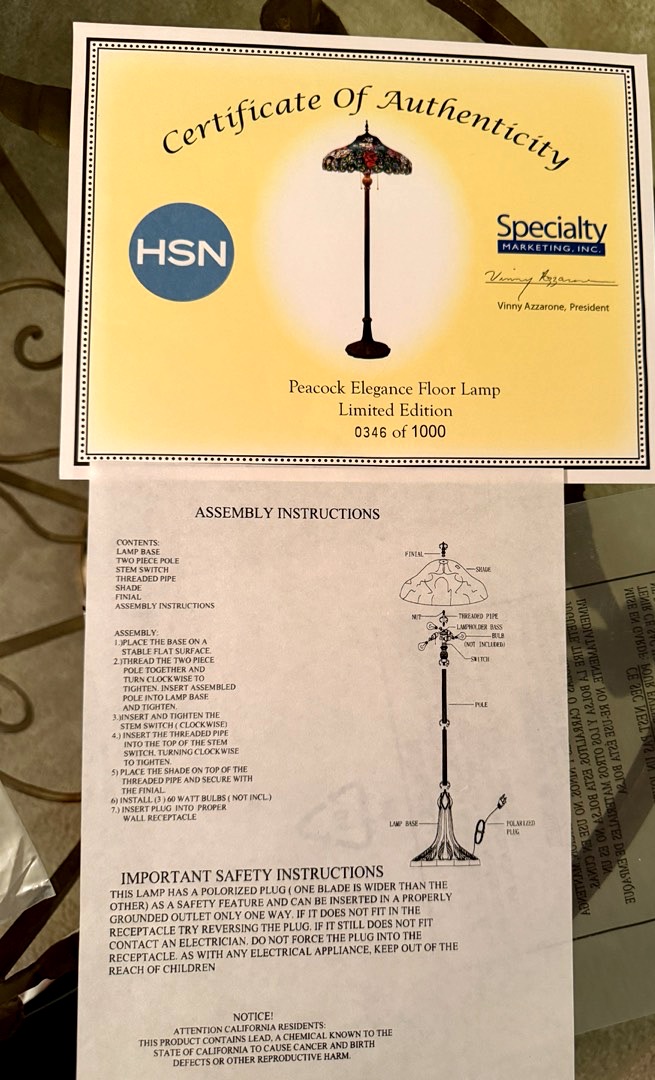 Certificate Of Authenticity
HSN
Specialty
MARKETING, INC.
Vinny Azzarone
Vinny Azzarone, President
Peacock Elegance Floor Lamp
Limited Edition
0346 of 1000
ASSEMBLY INSTRUCTIONS
CONTENTS:
LAMP BASE
TWO PIECE POLE
STEM SWITCH
THREADED PIPE
SHADE
FINIAL
ASSEMBLY INSTRUCTIONS
ASSEMBLY:
1.)PLACE THE BASE ON A
STABLE FLAT SURFACE.
2.)THREAD THE TWO PIECE
POLE TOGETHER AND
TURN CLOCKWISE TO
TIGHTEN. INSERT ASSEMBLED
POLE INTO LAMP BASE
AND TIGHTEN.
3.)INSERT AND TIGHTEN THE
STEM SWITCH ( CLOCKWISE)
4.) INSERT THE THREADED PIPE
INTO THE TOP OF THE STEM
SWITCH, TURNING CLOCKWISE
TO TIGHTEN.
5) PLACE THE SHADE ON TOP OF THE
THREADED PIPE AND SECURE WITH
THE FINIAL.
6) INSTALL (3 ) 60 WATT BULBS ( NOT INCL.)
7.) INSERT PLUG INTO PROPER
WALL RECEPTACLE
FINIAL
SHADE
NUT
THREADED PIPE
LAMPHOLDER BASS
BULB
(NOT INCLUDED)
SWITCH
POLE
LAMP BASE
POLARIZED
PLUG
IMPORTANT SAFETY INSTRUCTIONS
THIS LAMP HAS A POLORIZED PLUG ( ONE BLADE IS WIDER THAN THE
OTHER) AS A SAFETY FEATURE AND CAN BE INSERTED IN A PROPERLY
GROUNDED OUTLET ONLY ONE WAY. IF IT DOES NOT FIT IN THE
RECEPTACLE TRY REVERSING THE PLUG. IF IT STILL DOES NOT FIT
CONTACT AN ELECTRICIAN. DO NOT FORCE THE PLUG INTO THE
RECEPTACLE. AS WITH ANY ELECTRICAL APPLIANCE, KEEP OUT OF THE
REACH OF CHILDREN
NOTICE!
ATTENTION CALIFORNIA RESIDENTS:
THIS PRODUCT CONTAINS LEAD, A CHEMICAL KNOWN TO THE
STATE OF CALIFORNIA TO CAUSE CANCER AND BIRTH
DEFECTS OR OTHER REPRODUCTIVE HARM.